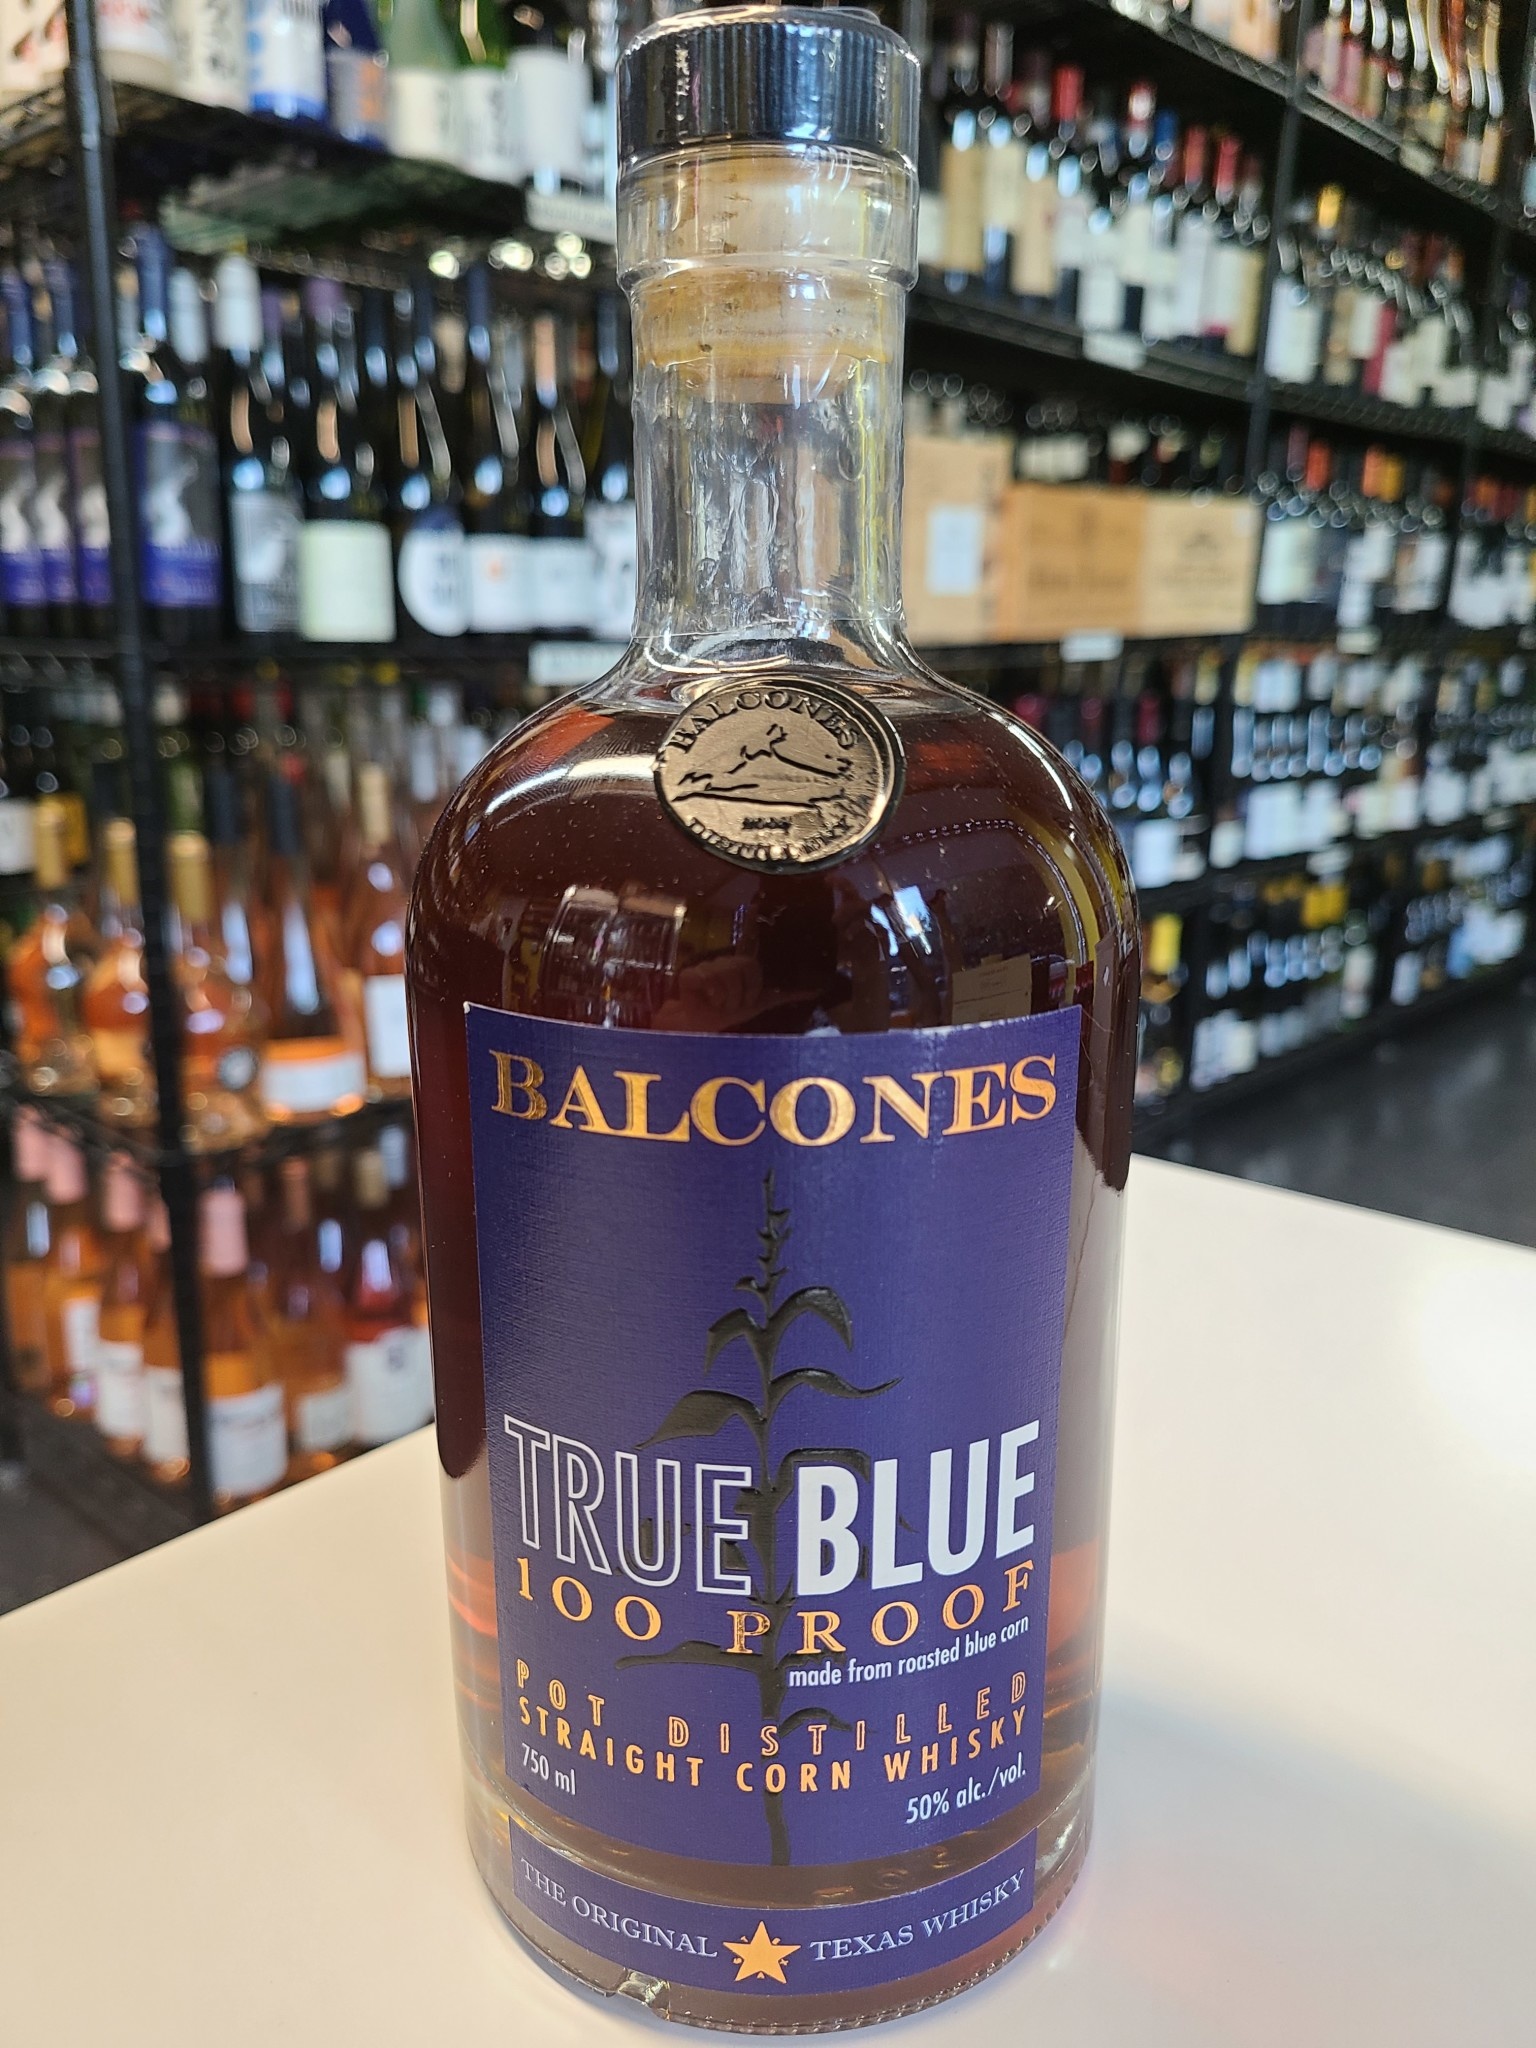 BALCONES
DISTILLING
BALCONES
TRUE BLUE
100 PROOF
made from roasted blue corn
POT DISTILLED
STRAIGHT CORN WHISKY
750 ml
50% alc./vol.
THE ORIGINAL TEXAS WHISKY